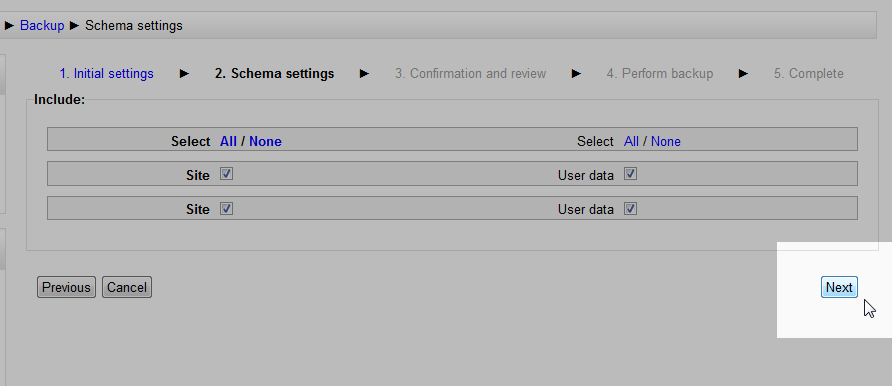 ► Backup ► Schema settings
1. Initial settings ► 2. Schema settings ► 3. Confirmation and review ► 4. Perform backup ► 5. Complete
Include:
Select All / None Select All / None
Site User data
Site User data
Previous Cancel Next